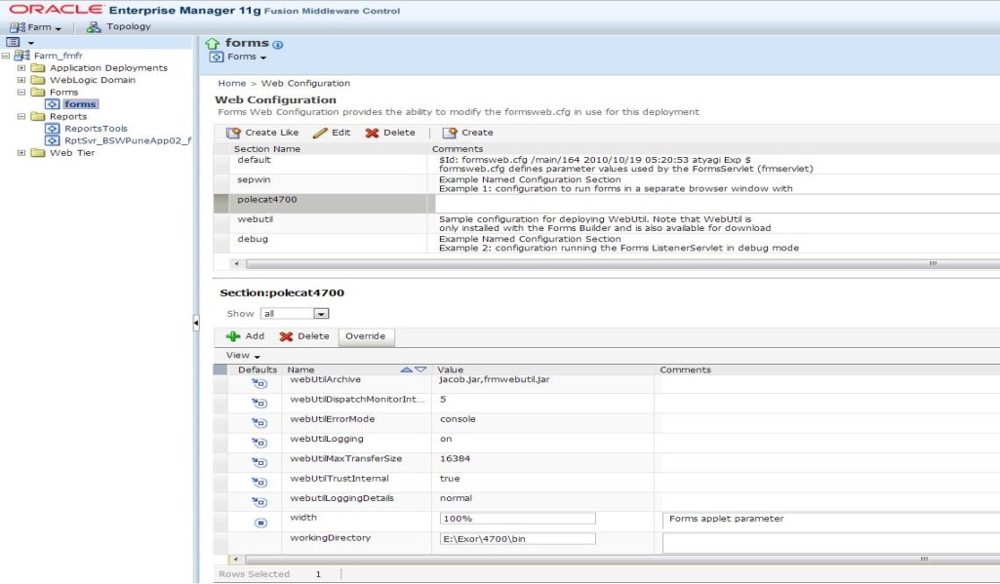 ORACLE Enterprise Manager 11g Fusion Middleware Control
Farm Topology
Farm_fmfr
Application Deployments
WebLogic Domain
Forms
forms
Reports
ReportsTools
RptSvr_BSWPuneApp02_f
Web Tier
forms
Forms
Home > Web Configuration
Web Configuration
Forms Web Configuration provides the ability to modify the formsweb.cfg in use for this deployment
Create Like Edit Delete Create
Section Name Comments
default $Id: formsweb.cfg /main/164 2010/10/19 05:20:53 atyagi Exp $
formsweb.cfg defines parameter values used by the FormsServlet (frmservlet)
sepwin Example Named Configuration Section
Example 1: configuration to run forms in a separate browser window with
polecat4700
webutil Sample configuration for deploying WebUtil. Note that WebUtil is
only installed with the Forms Builder and is also available for download
debug Example Named Configuration Section
Example 2: configuration running the Forms ListenerServlet in debug mode
Section:polecat4700
Show all
Add Delete Override
View
Defaults Name Value Comments
webUtilArchive jacob.jar,frmwebutil.jar
webUtilDispatchMonitorInt... 5
webUtilErrorMode console
webUtilLogging on
webUtilMaxTransferSize 16384
webUtilTrustInternal true
webutilLoggingDetails normal
width 100% Forms applet parameter
workingDirectory E:\Exor\4700\bin
Rows Selected 1